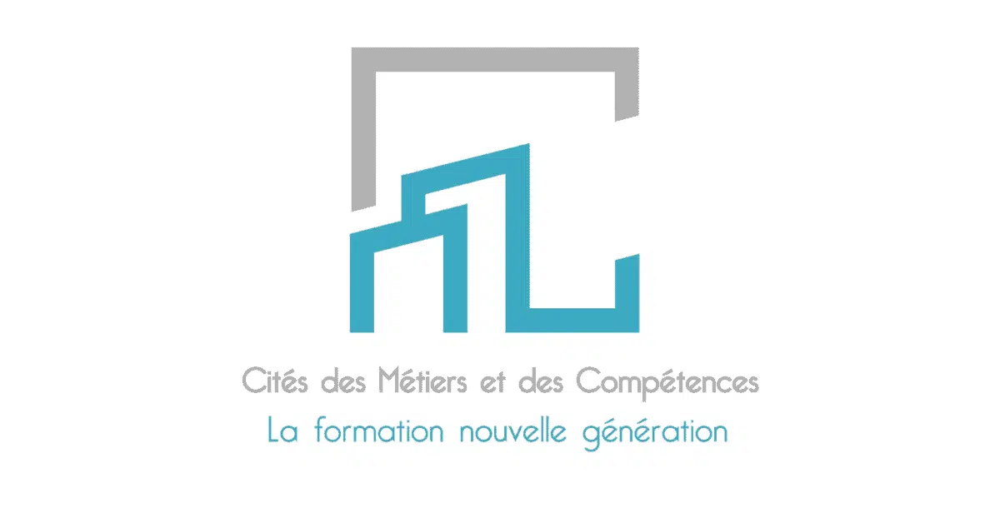 Cités des Métiers et des Compétences
La formation nouvelle génération